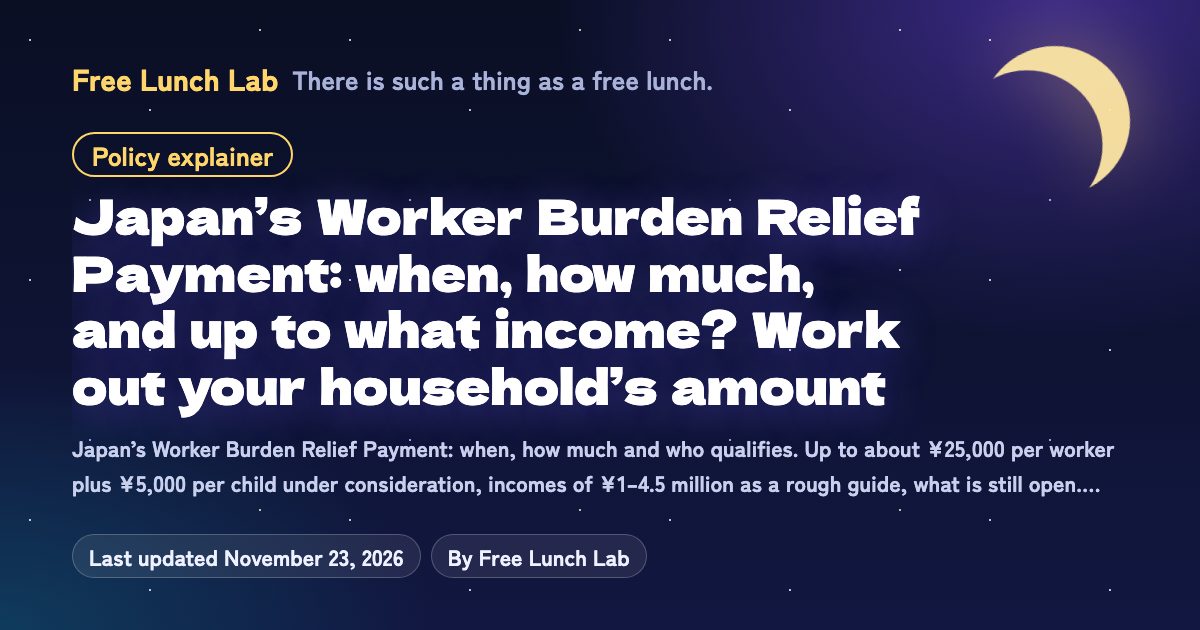 Free Lunch Lab There is such a thing as a free lunch.
Policy explainer
Japan’s Worker Burden Relief
Payment: when, how much,
and up to what income? Work
out your household’s amount
Japan’s Worker Burden Relief Payment: when, how much and who qualifies. Up to about ¥25,000 per worker
plus ¥5,000 per child under consideration, incomes of ¥1–4.5 million as a rough guide, what is still open....
Last updated November 23, 2026 By Free Lunch Lab